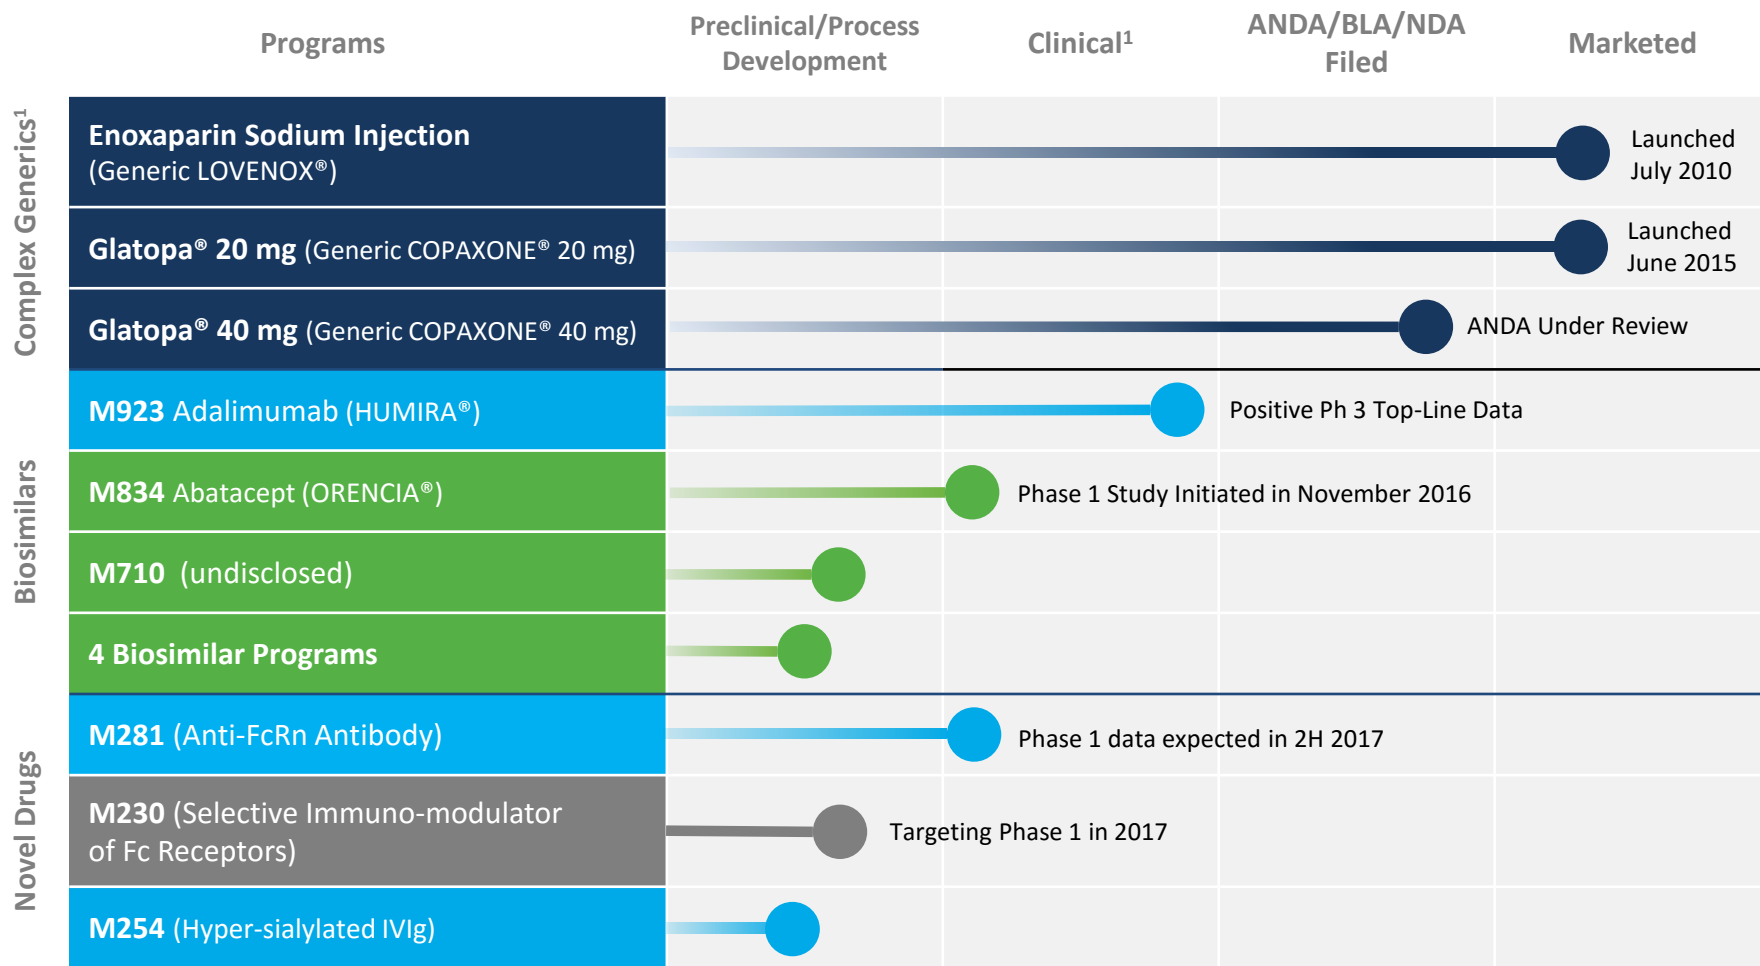 Programs
Preclinical/Process
Development
Clinical¹
ANDA/BLA/NDA
Filed
Marketed
Complex Generics¹
Enoxaparin Sodium Injection
(Generic LOVENOX®)
Launched
July 2010
Glatopa® 20 mg (Generic COPAXONE® 20 mg)
Launched
June 2015
Glatopa® 40 mg (Generic COPAXONE® 40 mg)
ANDA Under Review
Biosimilars
M923 Adalimumab (HUMIRA®)
Positive Ph 3 Top-Line Data
M834 Abatacept (ORENCIA®)
Phase 1 Study Initiated in November 2016
M710 (undisclosed)
4 Biosimilar Programs
Novel Drugs
M281 (Anti-FcRn Antibody)
Phase 1 data expected in 2H 2017
M230 (Selective Immuno-modulator
of Fc Receptors)
Targeting Phase 1 in 2017
M254 (Hyper-sialylated IVIg)